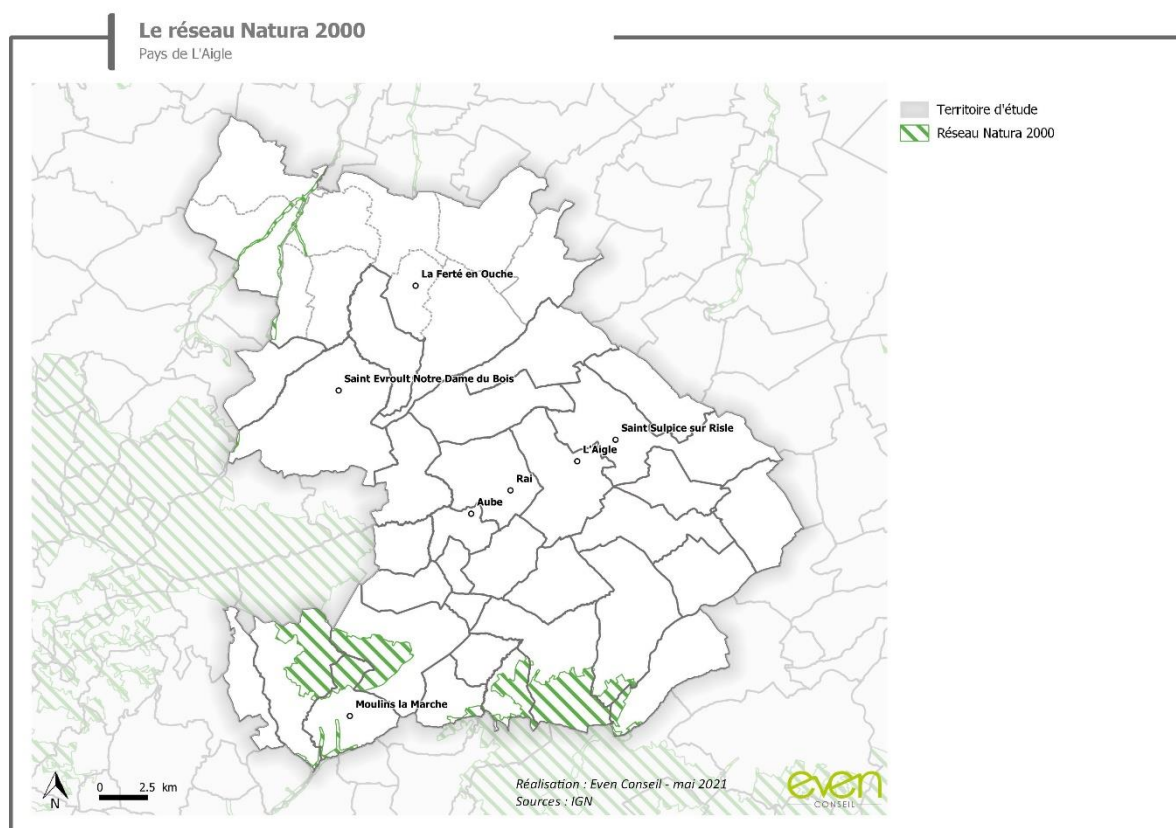 Le réseau Natura 2000
Pays de L'Aigle
Territoire d'étude
Réseau Natura 2000
La Ferté en Ouche
Saint Evroult Notre Dame du Bois
Saint Sulpice sur Risle
L'Aigle
Rai
Aube
Moulins la Marche
N
0 2.5 km
Réalisation : Even Conseil - mai 2021
Sources : IGN
even
CONSEIL